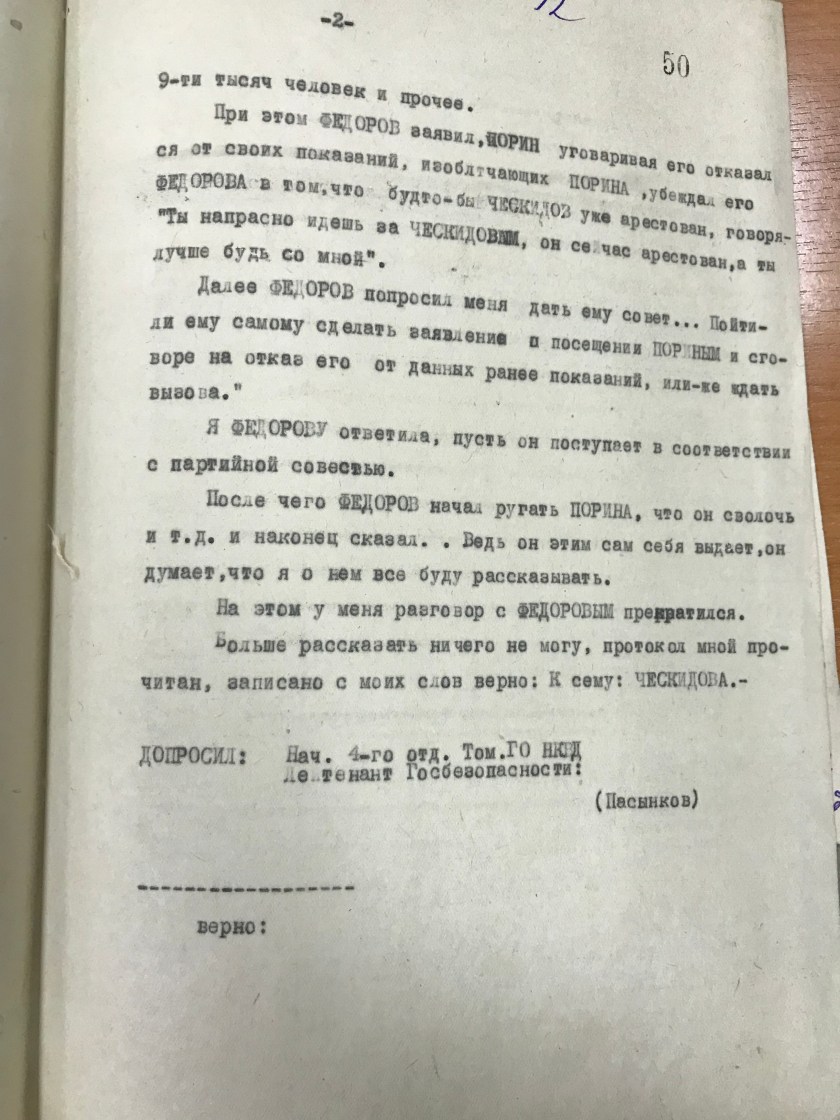 -2-
12
50
9-ти тысяч человек и прочее.
При этом ФЕДОРОВ заявил,ПОРИН уговаривая его отказал
ся от своих показаний, изоблтчающих ПОРИНА ,убеждал его
ФЕДОРОВА в том,что будто-бы ЧЕСКИДОВ уже арестован, говоря-
"Ты напрасно идешь за ЧЕСКИДОВЫМ, он се час арестован,а ты
лучше будь со мной".
Далее ФЕДОРОВ попросил меня дать ему совет... Пойти-
ли ему самому сделать заявление о посещении ПОРИНЫМ и сго-
воре на отказ его от данных ранее показаний, или-же ждать
вызова."
Я ФЕДОРОВУ ответила, пусть он поступает в соответствии
с партийной совестью.
После чего ФЕДОРОВ начал ругать ПОРИНА, что он сволочь
и т.д. и наконец сказал. . Ведь он этим сам себя выдает,он
думает,что я о нем все буду рассказывать.
На этом у меня разговор с ФЕДОРОВЫМ прекратился.
Больше рассказать ничего не могу, протокол мной про-
читан, записано с моих слов верно: К сему: ЧЕСКИДОВА.-
ДОПРОСИЛ: Нач. 4-го отд. Том.ГО НКВД
Лейтенант Госбезопасности:
(Пасынков)
-------------------
верно: